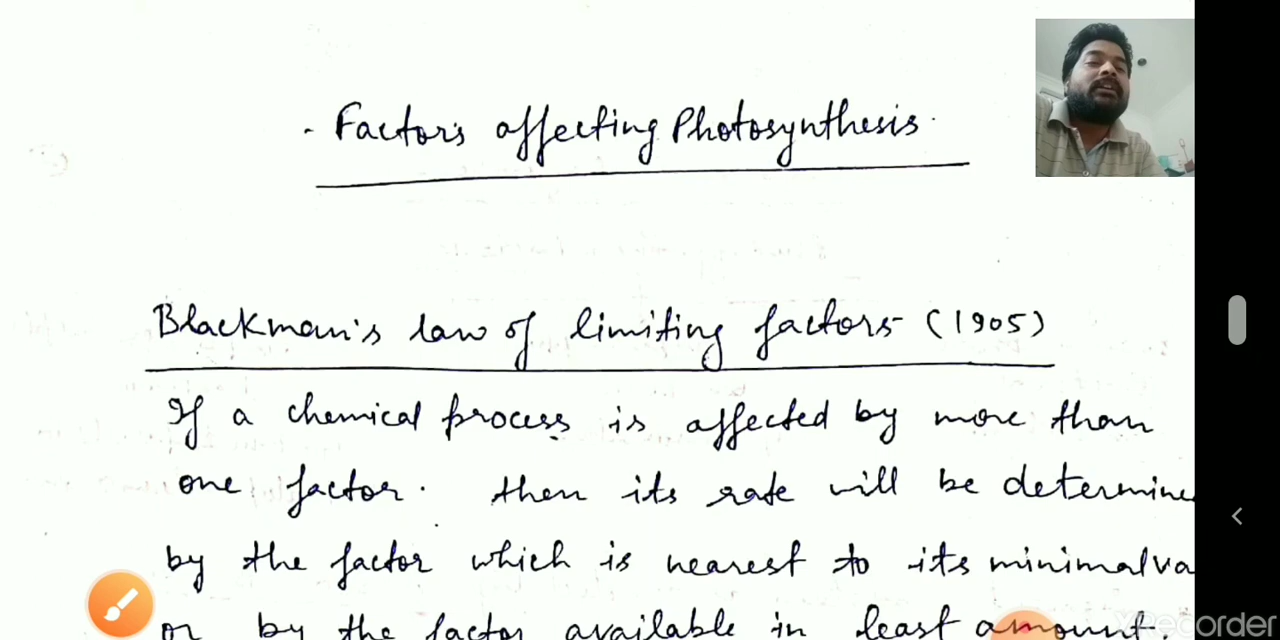 . Factors affecting Photosynthesis.
Blackman's law of limiting factors (1905)
If a chemical process is affected by more than
one factor. then its rate will be determine
by the factor which is nearest to its minimal va
or by the factor available in least amount.
XRecorder